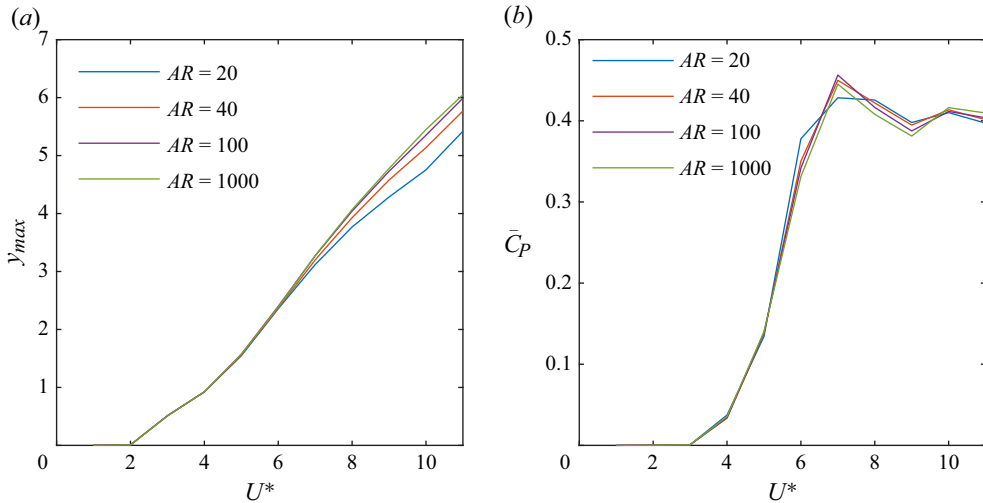 (a)
7
6
5
4
3
2
1
0
2
4
6
8
10
y_max
U*
AR = 20
AR = 40
AR = 100
AR = 1000
(b)
0.5
0.4
0.3
0.2
0.1
0
2
4
6
8
10
C̄_P
U*
AR = 20
AR = 40
AR = 100
AR = 1000